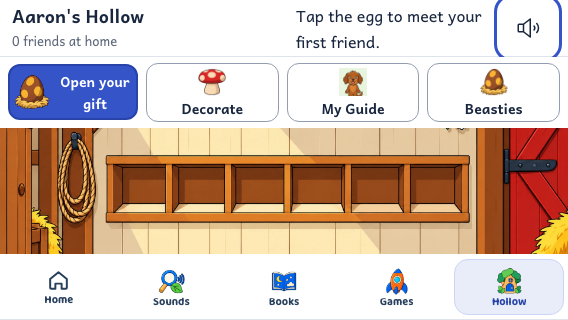 Aaron's Hollow
0 friends at home
Tap the egg to meet your
first friend.
Open your
gift
Decorate
My Guide
Beasties
Home
Sounds
Books
Games
Hollow